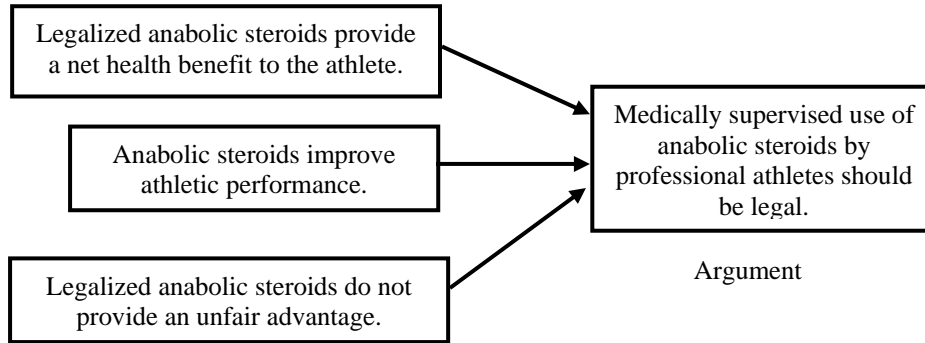 Legalized anabolic steroids provide
a net health benefit to the athlete.
Anabolic steroids improve
athletic performance.
Legalized anabolic steroids do not
provide an unfair advantage.
Medically supervised use of
anabolic steroids by
professional athletes should
be legal.
Argument